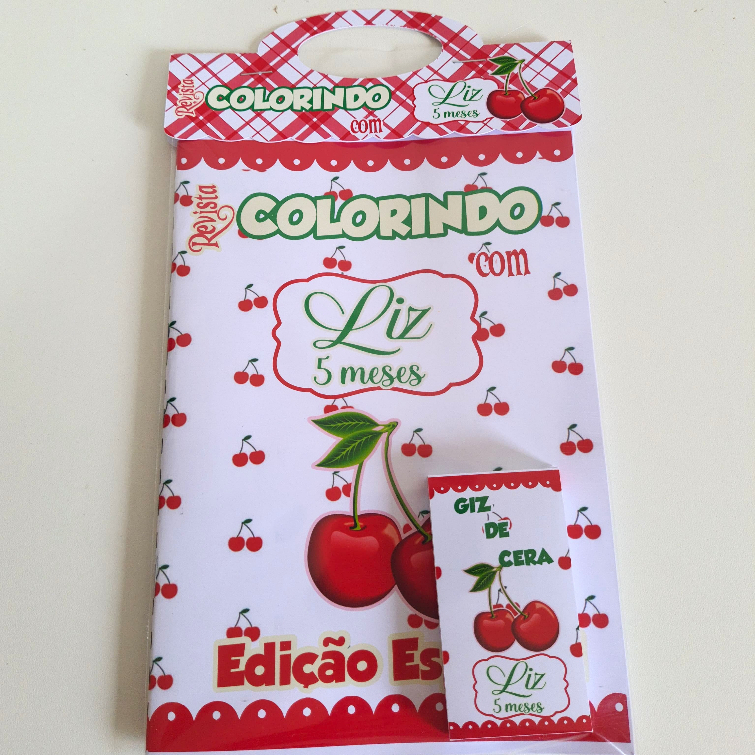 Revista COLORINDO
com
Liz
5 meses
Revista COLORINDO
com
Liz
5 meses
Edição Es
GIZ
DE
CERA
Liz
5 meses